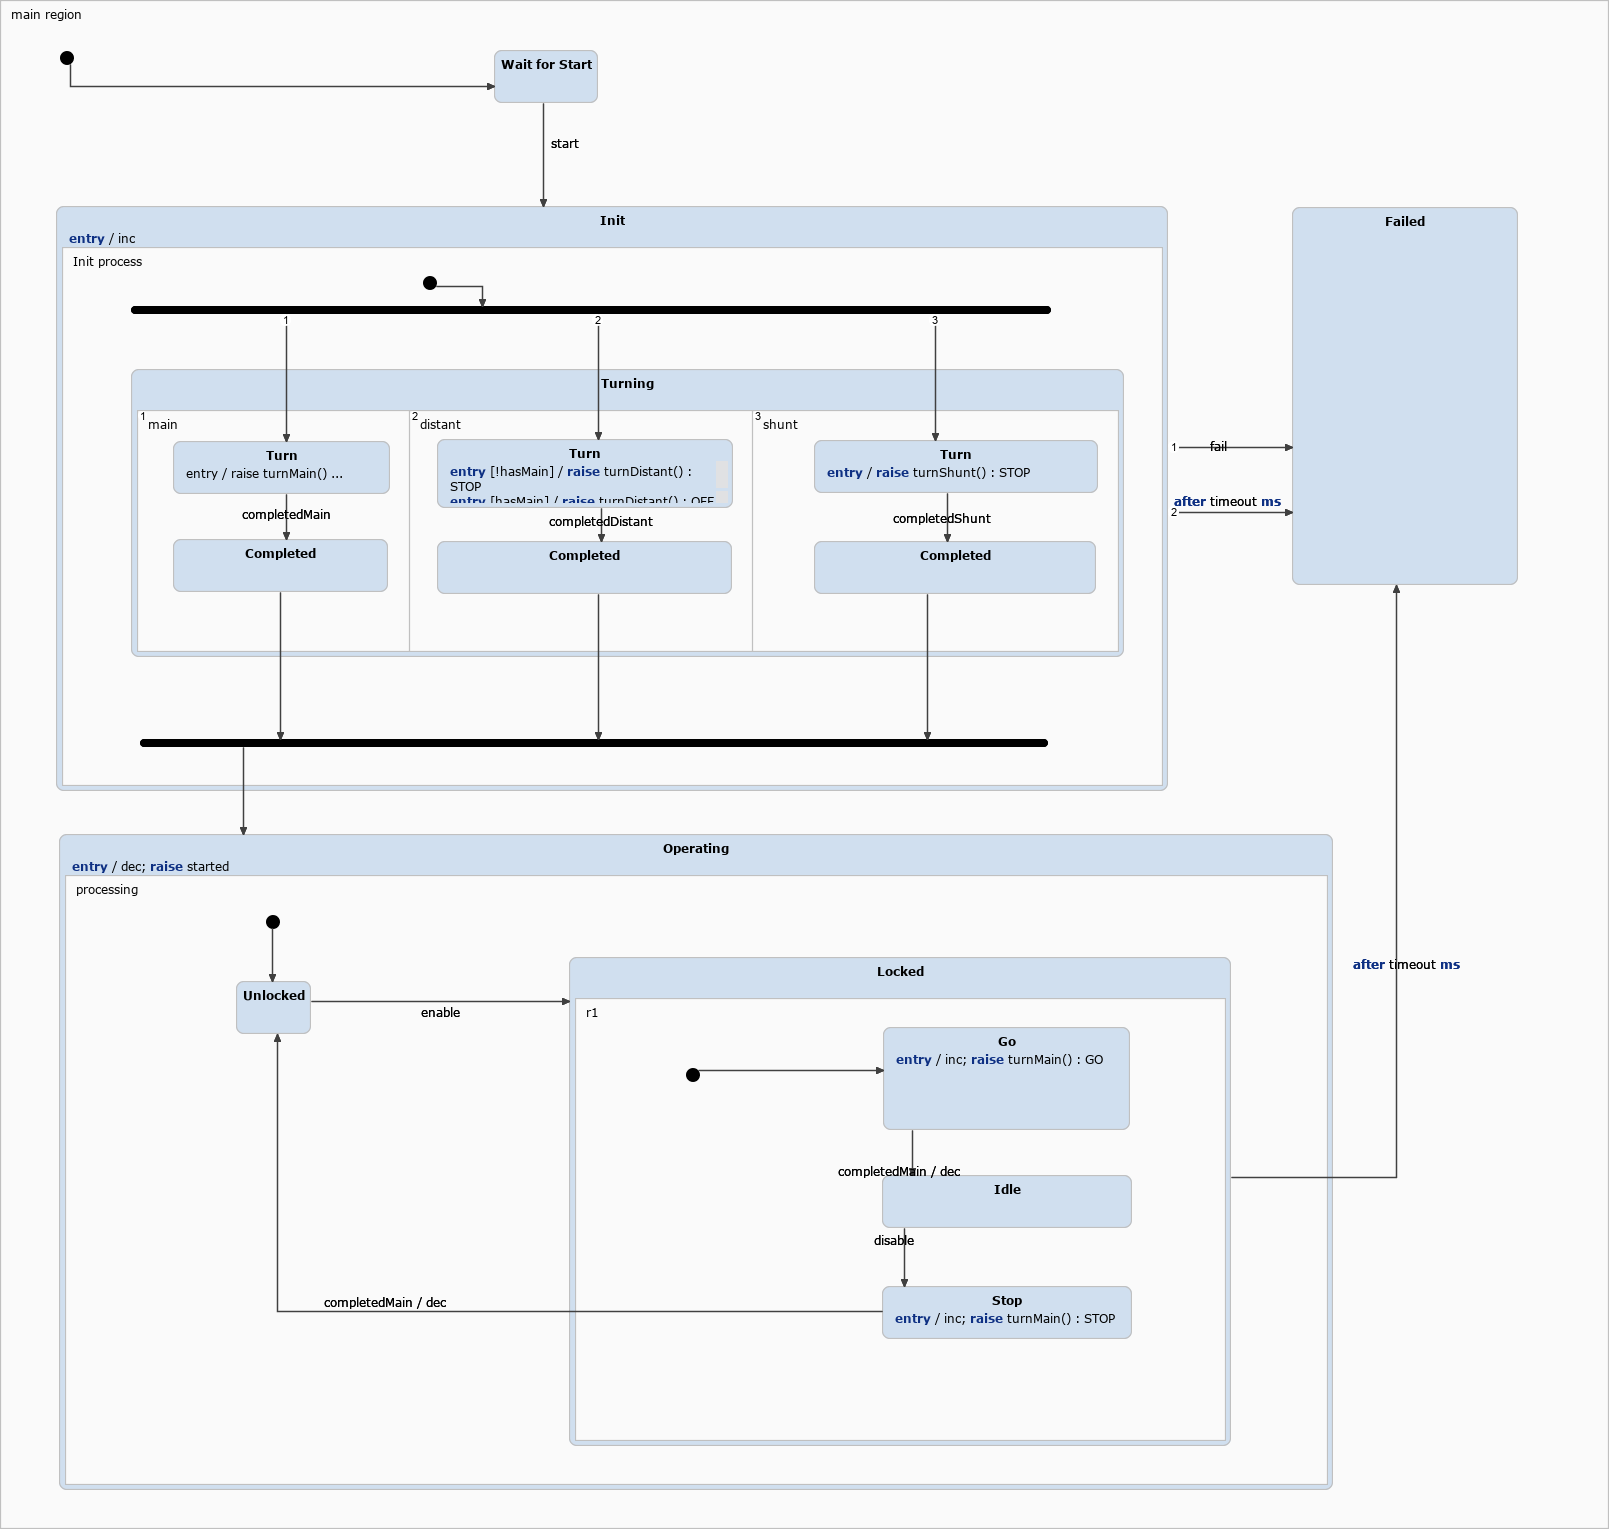 main region
Wait for Start
start
Init
entry / inc
Init process
1
2
3
Turning
1
main
2
distant
3
shunt
Turn
entry / raise turnMain() ...
Turn
entry [!hasMain] / raise turnDistant() :
STOP
entry [hasMain] / raise turnDistant() : OFF
Turn
entry / raise turnShunt() : STOP
completedMain
completedDistant
completedShunt
Completed
Completed
Completed
Failed
1
fail
after timeout ms
2
Operating
entry / dec; raise started
processing
Unlocked
enable
Locked
r1
Go
entry / inc; raise turnMain() : GO
completedMain / dec
Idle
disable
Stop
entry / inc; raise turnMain() : STOP
completedMain / dec
after timeout ms